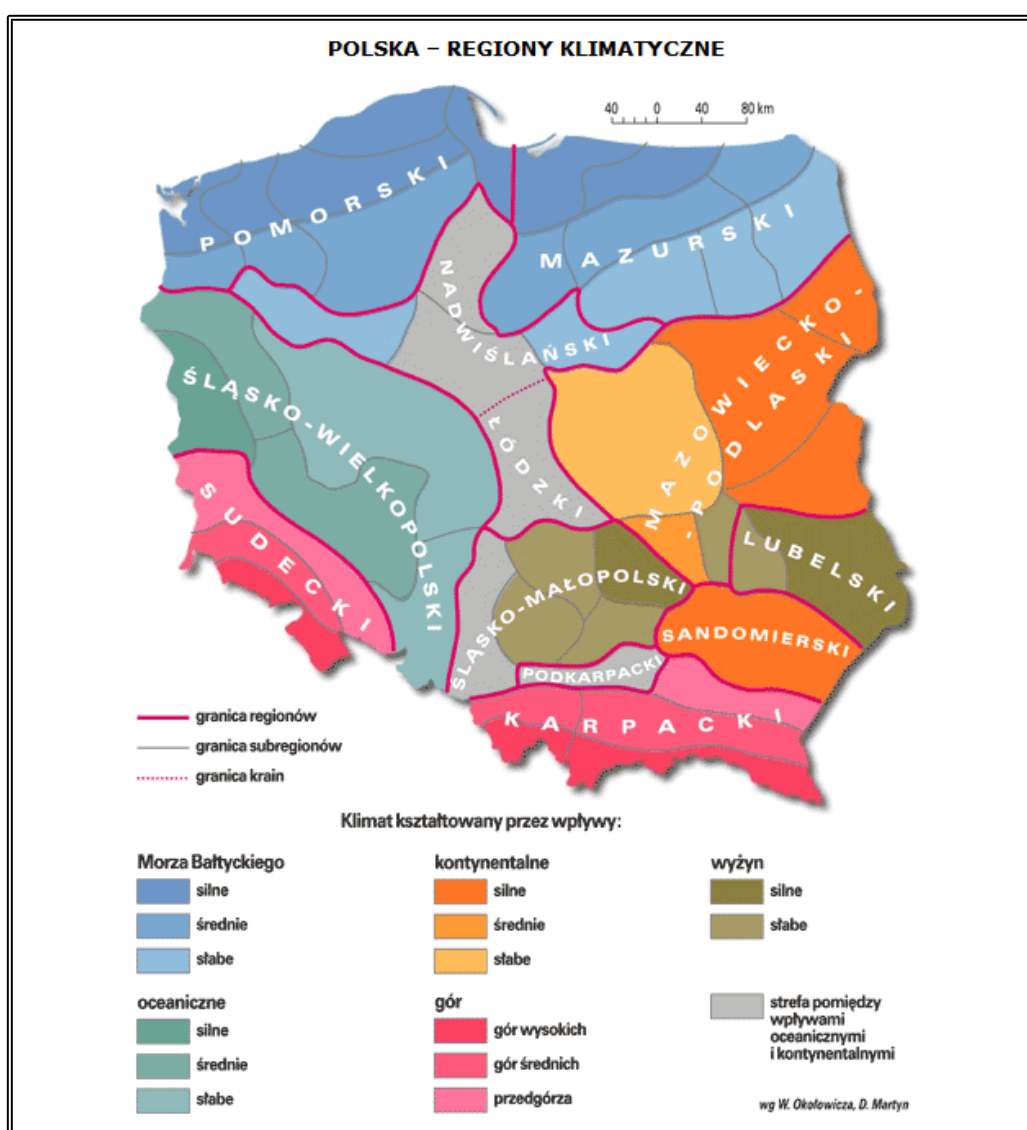 POLSKA – REGIONY KLIMATYCZNE
40 0 40 80 km
POMORSKI
MAZURSKI
NADWIŚLAŃSKI
MAZOWIECKO-
-PODLASKI
ŚLĄSKO-WIELKOPOLSKI
ŁÓDZKI
SUDECKI
LUBELSKI
ŚLĄSKO-MAŁOPOLSKI
SANDOMIERSKI
PODKARPACKI
KARPACKI
granica regionów
granica subregionów
granica krain
Klimat kształtowany przez wpływy:
Morza Bałtyckiego
silne
średnie
słabe
kontynentalne
silne
średnie
słabe
wyżyn
silne
słabe
oceaniczne
silne
średnie
słabe
gór
gór wysokich
gór średnich
przedgórza
strefa pomiędzy
wpływami
oceanicznymi
i kontynentalnymi
wg W. Okołowicza, D. Martyn